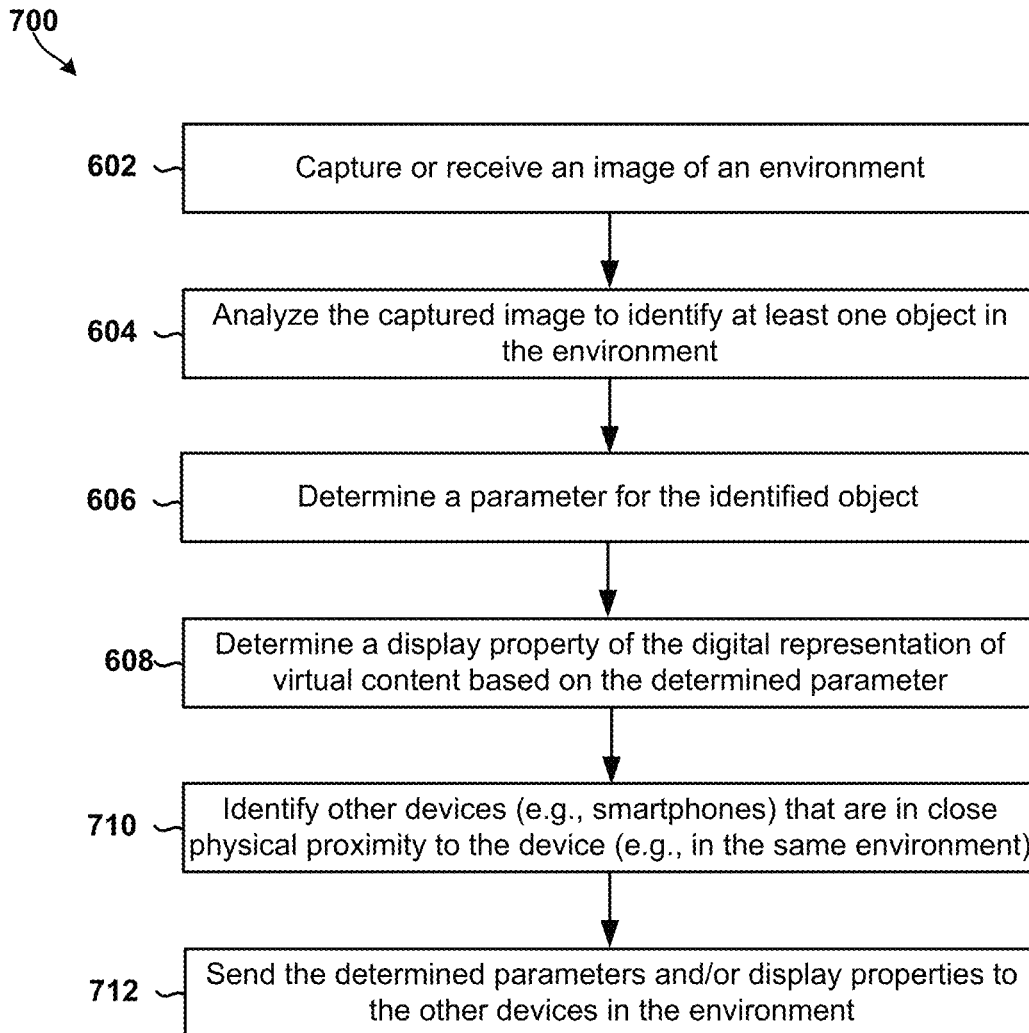 700
602
Capture or receive an image of an environment
604
Analyze the captured image to identify at least one object in
the environment
606
Determine a parameter for the identified object
608
Determine a display property of the digital representation of
virtual content based on the determined parameter
710
Identify other devices (e.g., smartphones) that are in close
physical proximity to the device (e.g., in the same environment)
712
Send the determined parameters and/or display properties to
the other devices in the environment